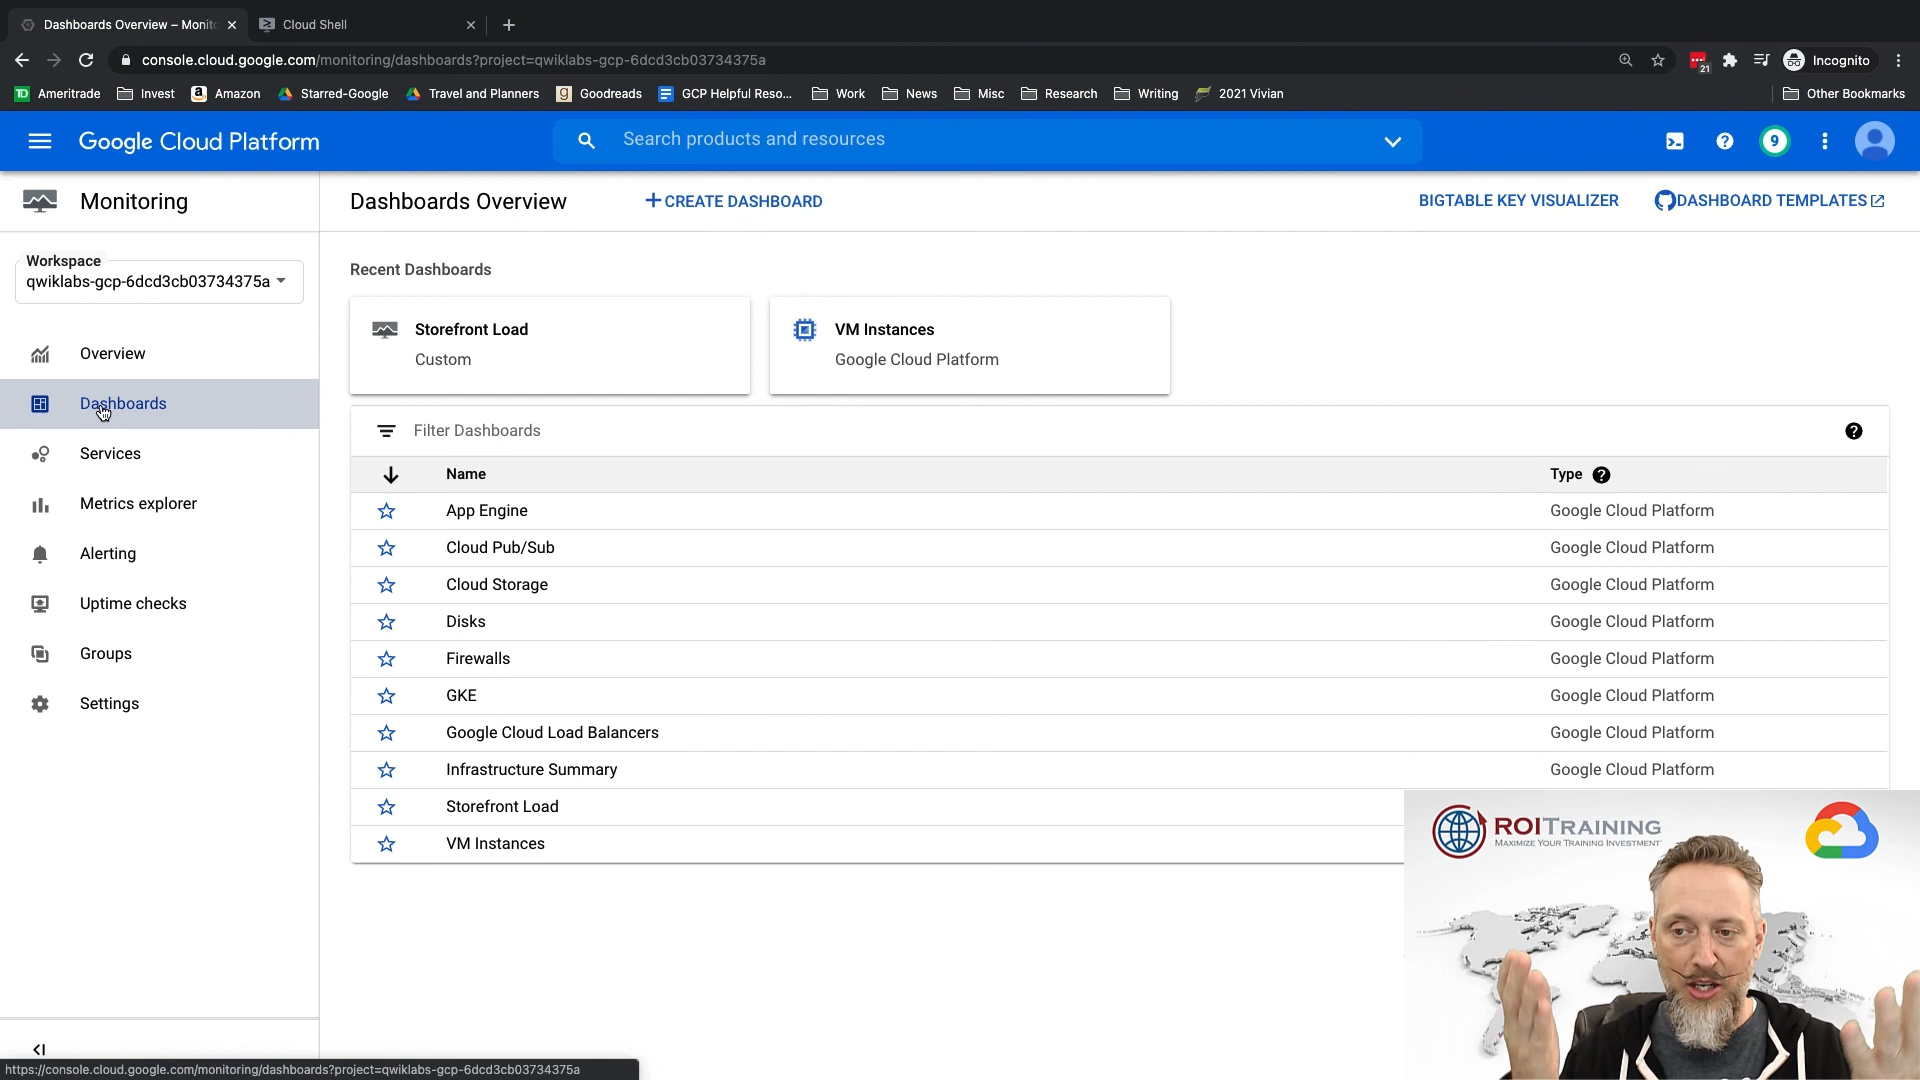 Dashboards Overview – Monito
Cloud Shell
console.cloud.google.com/monitoring/dashboards?project=qwiklabs-gcp-6dcd3cb03734375a
21
Incognito
Ameritrade
Invest
Amazon
Starred-Google
Travel and Planners
Goodreads
GCP Helpful Reso...
Work
News
Misc
Research
Writing
2021 Vivian
Other Bookmarks
Google Cloud Platform
Search products and resources
9
Monitoring
Dashboards Overview
CREATE DASHBOARD
BIGTABLE KEY VISUALIZER
DASHBOARD TEMPLATES
Workspace
qwiklabs-gcp-6dcd3cb03734375a
Overview
Dashboards
Services
Metrics explorer
Alerting
Uptime checks
Groups
Settings
Recent Dashboards
Storefront Load
Custom
VM Instances
Google Cloud Platform
Filter Dashboards
Name
Type
App Engine
Google Cloud Platform
Cloud Pub/Sub
Google Cloud Platform
Cloud Storage
Google Cloud Platform
Disks
Google Cloud Platform
Firewalls
Google Cloud Platform
GKE
Google Cloud Platform
Google Cloud Load Balancers
Google Cloud Platform
Infrastructure Summary
Google Cloud Platform
Storefront Load
VM Instances
ROITRAINING
MAXIMIZE YOUR TRAINING INVESTMENT
https://console.cloud.google.com/monitoring/dashboards?project=qwiklabs-gcp-6dcd3cb03734375a